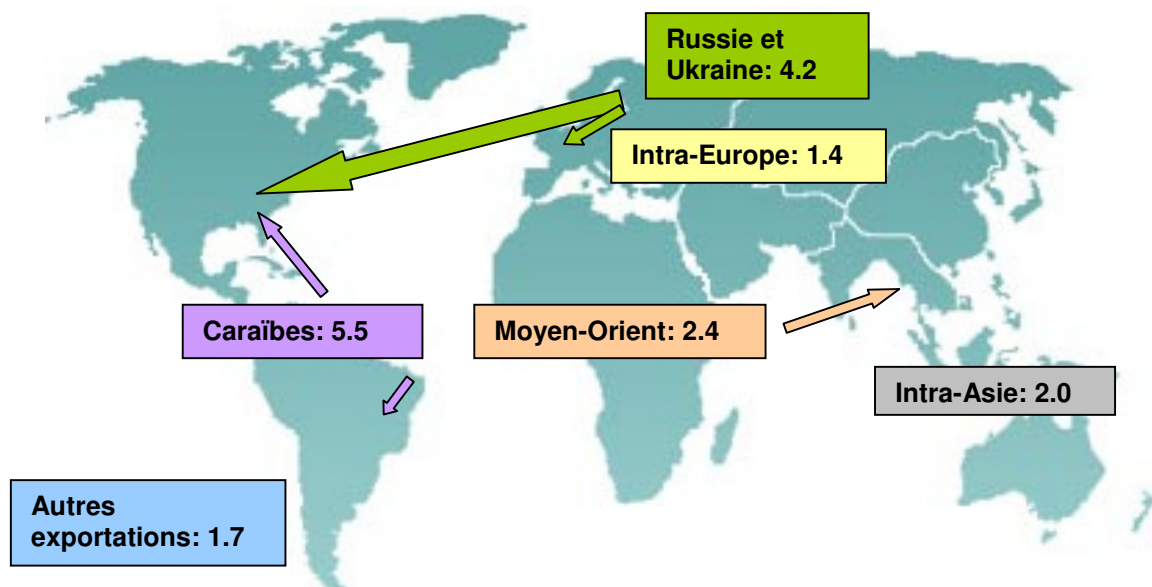 Russie et
Ukraine: 4.2
Intra-Europe: 1.4
Caraïbes: 5.5
Moyen-Orient: 2.4
Intra-Asie: 2.0
Autres
exportations: 1.7